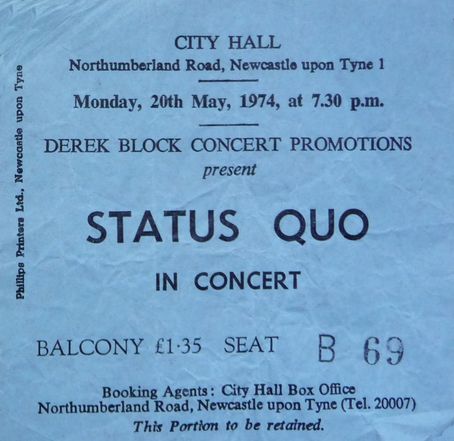 CITY HALL
Northumberland Road, Newcastle upon Tyne 1
Monday, 20th May, 1974, at 7.30 p.m.
DEREK BLOCK CONCERT PROMOTIONS
present
STATUS QUO
IN CONCERT
BALCONY £1·35 SEAT B 69
Booking Agents: City Hall Box Office
Northumberland Road, Newcastle upon Tyne (Tel. 20007)
This Portion to be retained.
Phillips Printers Ltd., Newcastle upon Tyne